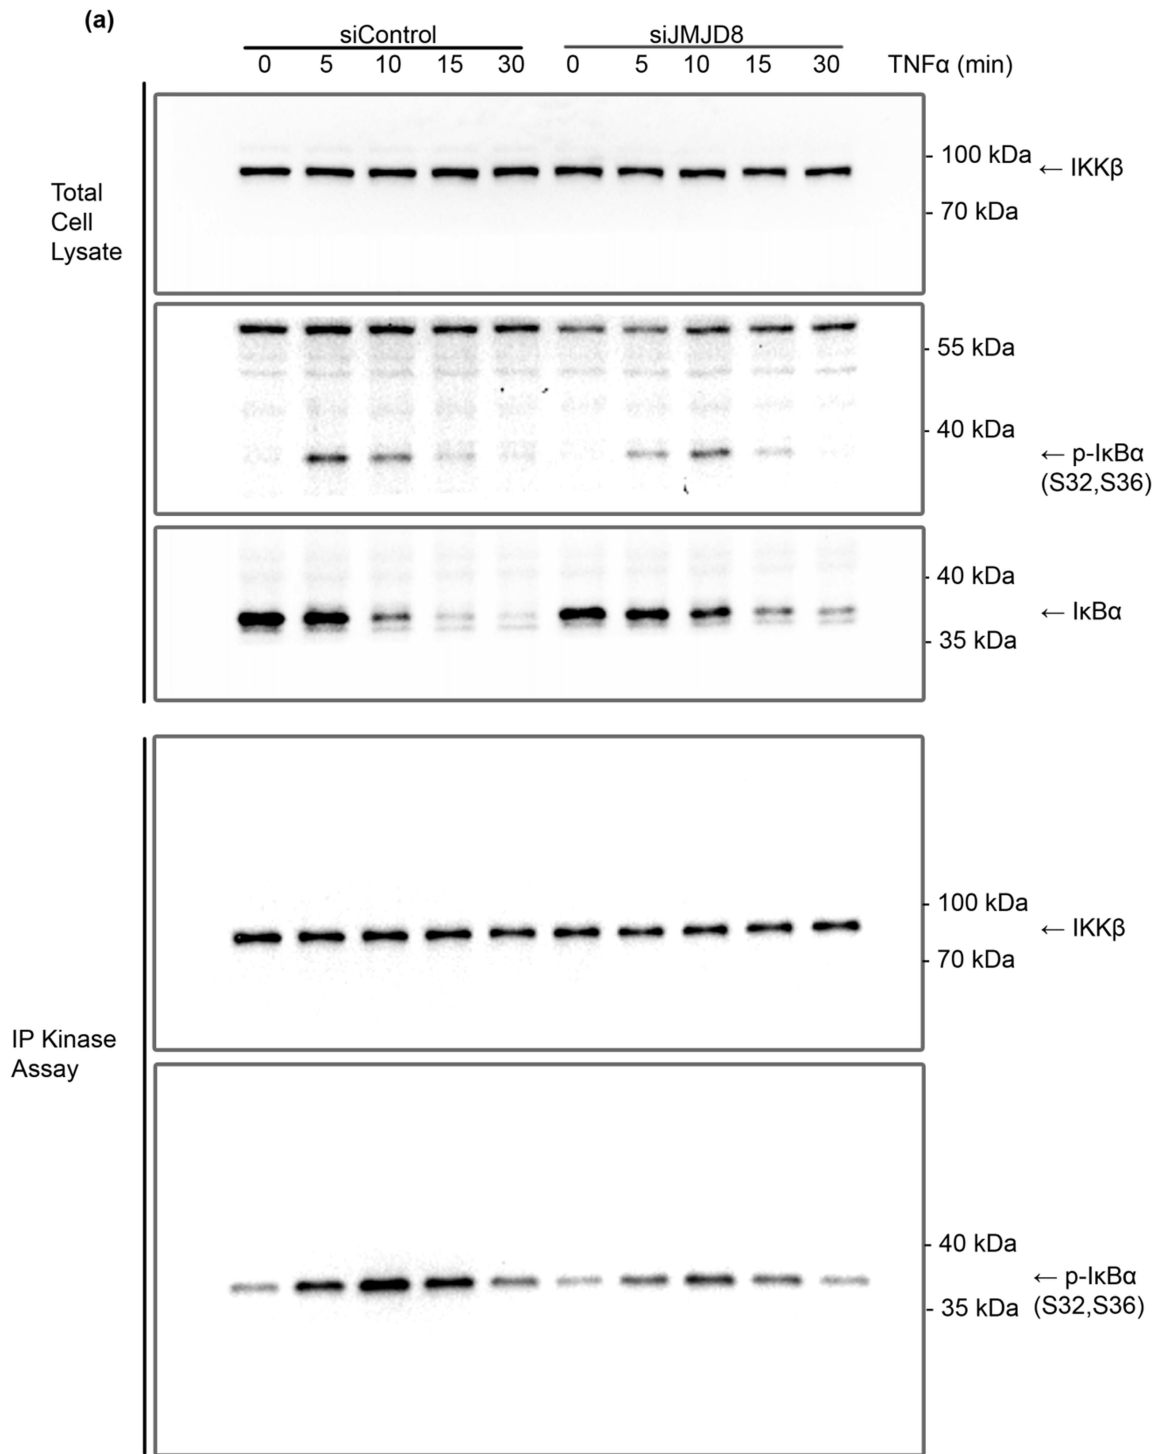 (a)
siControl siJMJD8
0 5 10 15 30 0 5 10 15 30 TNFα (min)
Total
Cell
Lysate
- 100 kDa
← IKKβ
- 70 kDa
- 55 kDa
- 40 kDa
← p-IκBα
(S32,S36)
- 40 kDa
← IκBα
- 35 kDa
IP Kinase
Assay
- 100 kDa
← IKKβ
- 70 kDa
- 40 kDa
← p-IκBα
- 35 kDa (S32,S36)